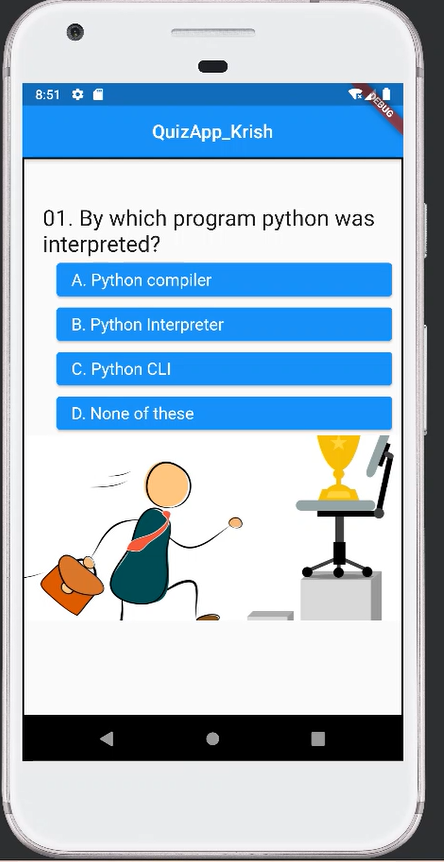 8:51
DEBUG
QuizApp_Krish
01. By which program python was
interpreted?
A. Python compiler
B. Python Interpreter
C. Python CLI
D. None of these